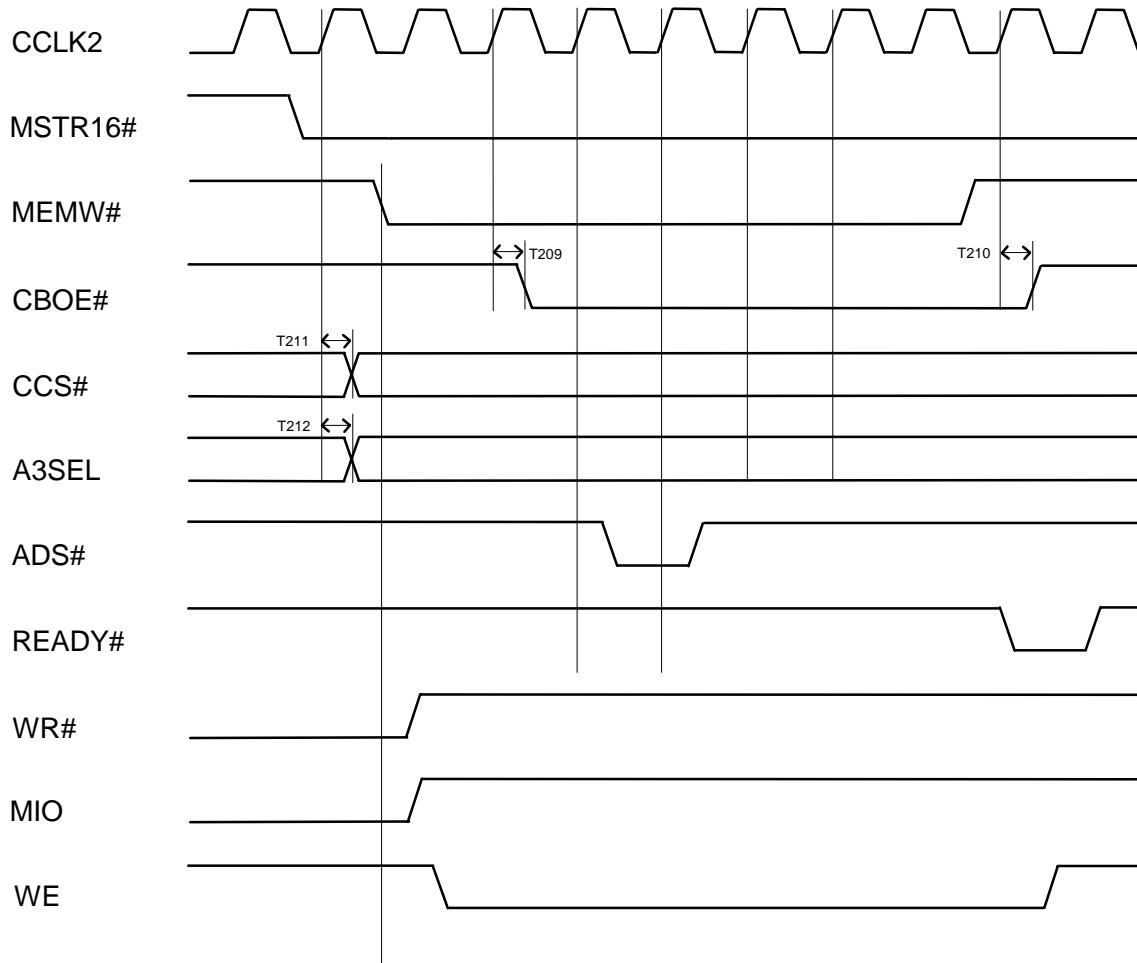 CCLK2
MSTR16#
MEMW#
T209
T210
CBOE#
T211
CCS#
T212
A3SEL
ADS#
READY#
WR#
MIO
WE